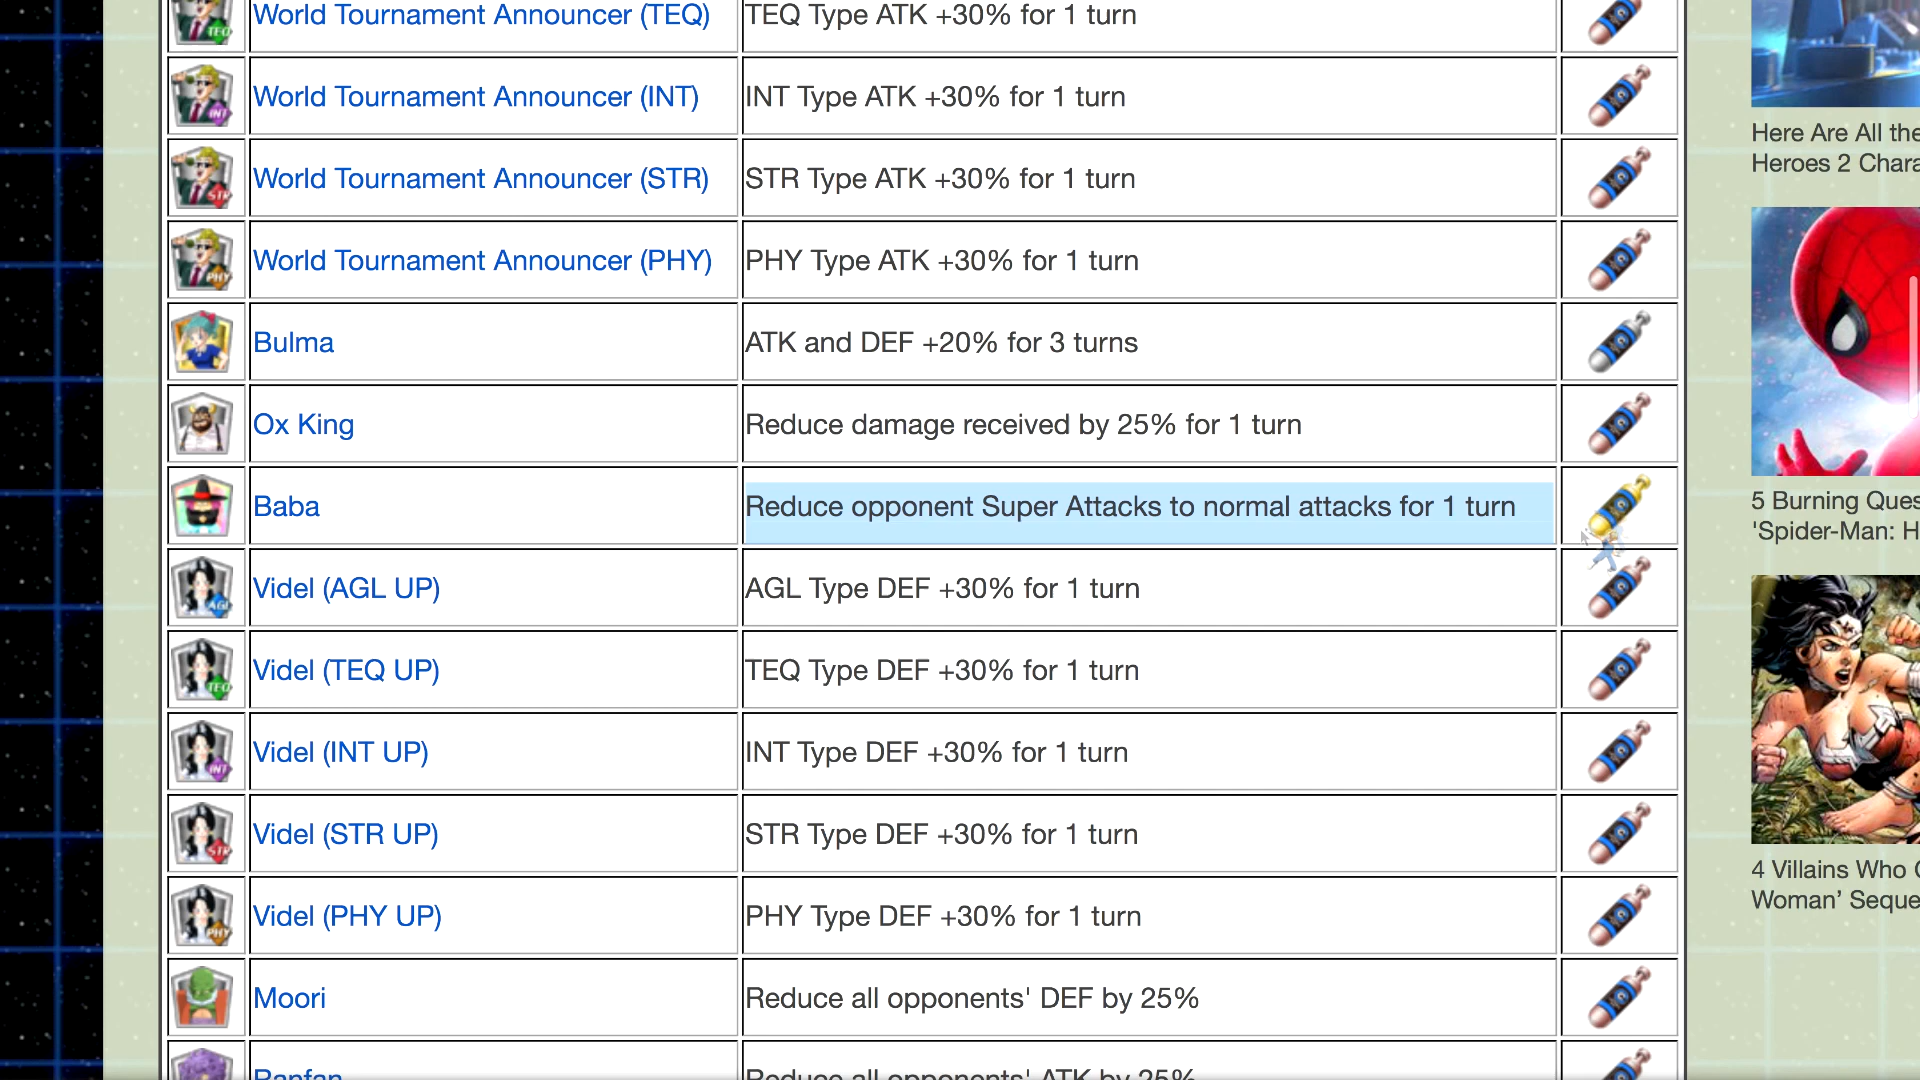 World Tournament Announcer (TEQ) TEQ Type ATK +30% for 1 turn
World Tournament Announcer (INT) INT Type ATK +30% for 1 turn
World Tournament Announcer (STR) STR Type ATK +30% for 1 turn
World Tournament Announcer (PHY) PHY Type ATK +30% for 1 turn
Bulma ATK and DEF +20% for 3 turns
Ox King Reduce damage received by 25% for 1 turn
Baba Reduce opponent Super Attacks to normal attacks for 1 turn
Videl (AGL UP) AGL Type DEF +30% for 1 turn
Videl (TEQ UP) TEQ Type DEF +30% for 1 turn
Videl (INT UP) INT Type DEF +30% for 1 turn
Videl (STR UP) STR Type DEF +30% for 1 turn
Videl (PHY UP) PHY Type DEF +30% for 1 turn
Moori Reduce all opponents' DEF by 25%
Ranfan Reduce all opponents' ATK by 25%
Here Are All the
Heroes 2 Chara
5 Burning Ques
'Spider-Man: H
4 Villains Who
Woman’ Seque